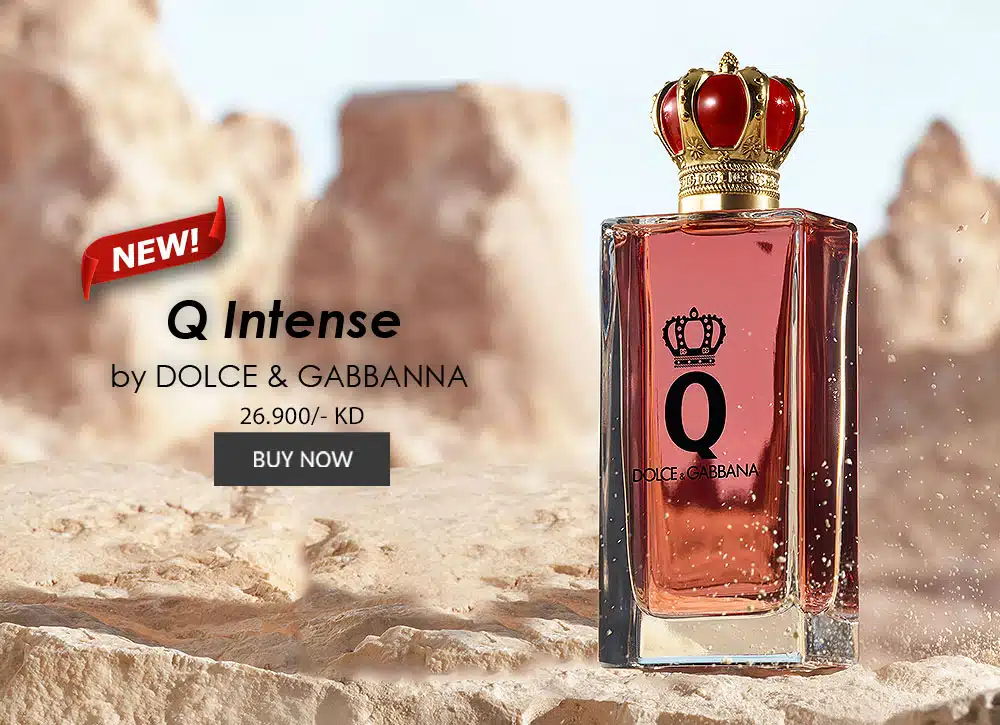 NEW!
Q Intense
by DOLCE & GABBANNA
26.900/- KD
BUY NOW
Q
DOLCE & GABBANA